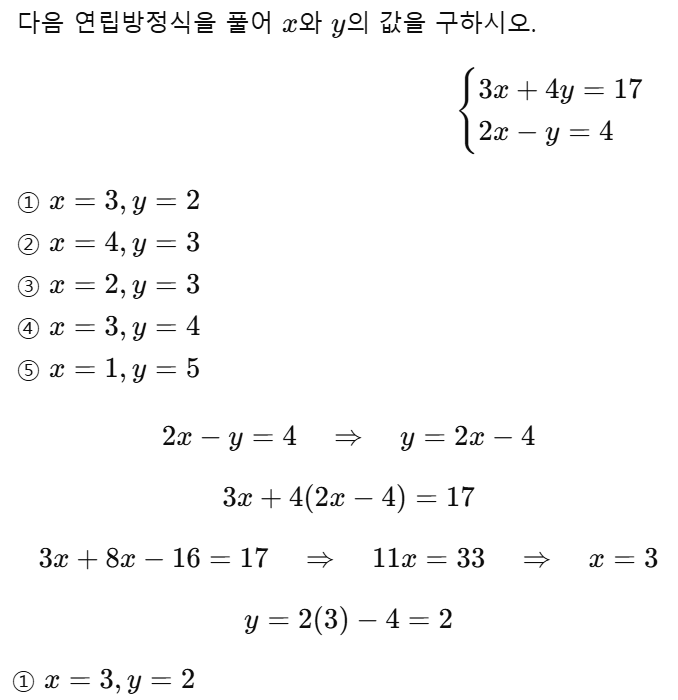 다음 연립방정식을 풀어 x와 y의 값을 구하시오.
{3x + 4y = 17
2x − y = 4
① x = 3, y = 2
② x = 4, y = 3
③ x = 2, y = 3
④ x = 3, y = 4
⑤ x = 1, y = 5
2x − y = 4 ⇒ y = 2x − 4
3x + 4(2x − 4) = 17
3x + 8x − 16 = 17 ⇒ 11x = 33 ⇒ x = 3
y = 2(3) − 4 = 2
① x = 3, y = 2